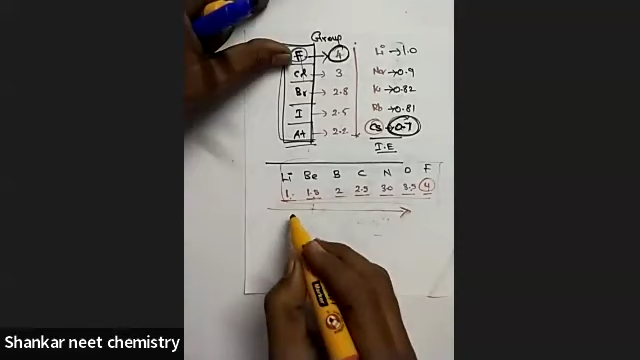 Group
F → 4
Cl → 3
Br → 2.8
I → 2.5
At → 2.2
Li → 1.0
Na → 0.9
K → 0.82
Rb → 0.81
Cs → 0.7
I.E
Li Be B C N O F
1. 1.5 2 2.5 3.0 3.5 4
Shankar neet chemistry